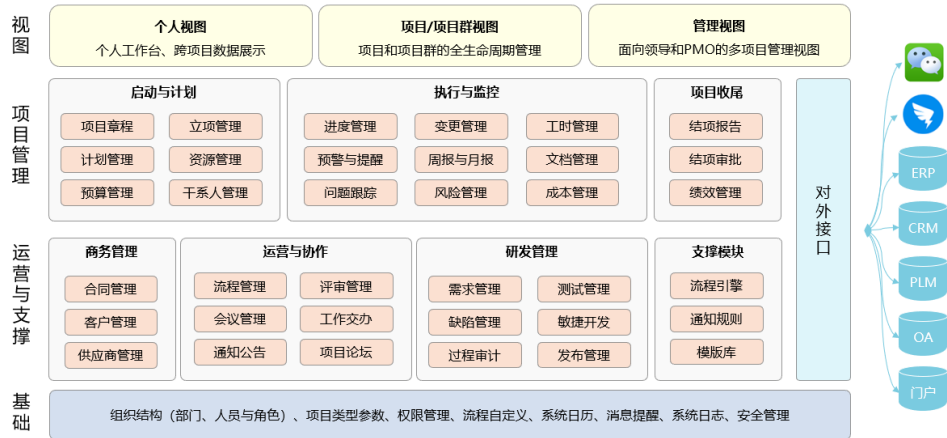 视图
个人视图
个人工作台、跨项目数据展示
项目/项目群视图
项目和项目群的全生命周期管理
管理视图
面向领导和PMO的多项目管理视图
项目管理
启动与计划
项目章程
立项管理
计划管理
资源管理
预算管理
干系人管理
执行与监控
进度管理
变更管理
工时管理
预警与提醒
周报与月报
文档管理
问题跟踪
风险管理
成本管理
项目收尾
结项报告
结项审批
绩效管理
运营与支撑
商务管理
合同管理
客户管理
供应商管理
运营与协作
流程管理
评审管理
会议管理
工作交办
通知公告
项目论坛
研发管理
需求管理
测试管理
缺陷管理
敏捷开发
过程审计
发布管理
支撑模块
流程引擎
通知规则
模版库
对外接口
ERP
CRM
PLM
OA
门户
基础
组织结构（部门、人员与角色）、项目类型参数、权限管理、流程自定义、系统日历、消息提醒、系统日志、安全管理